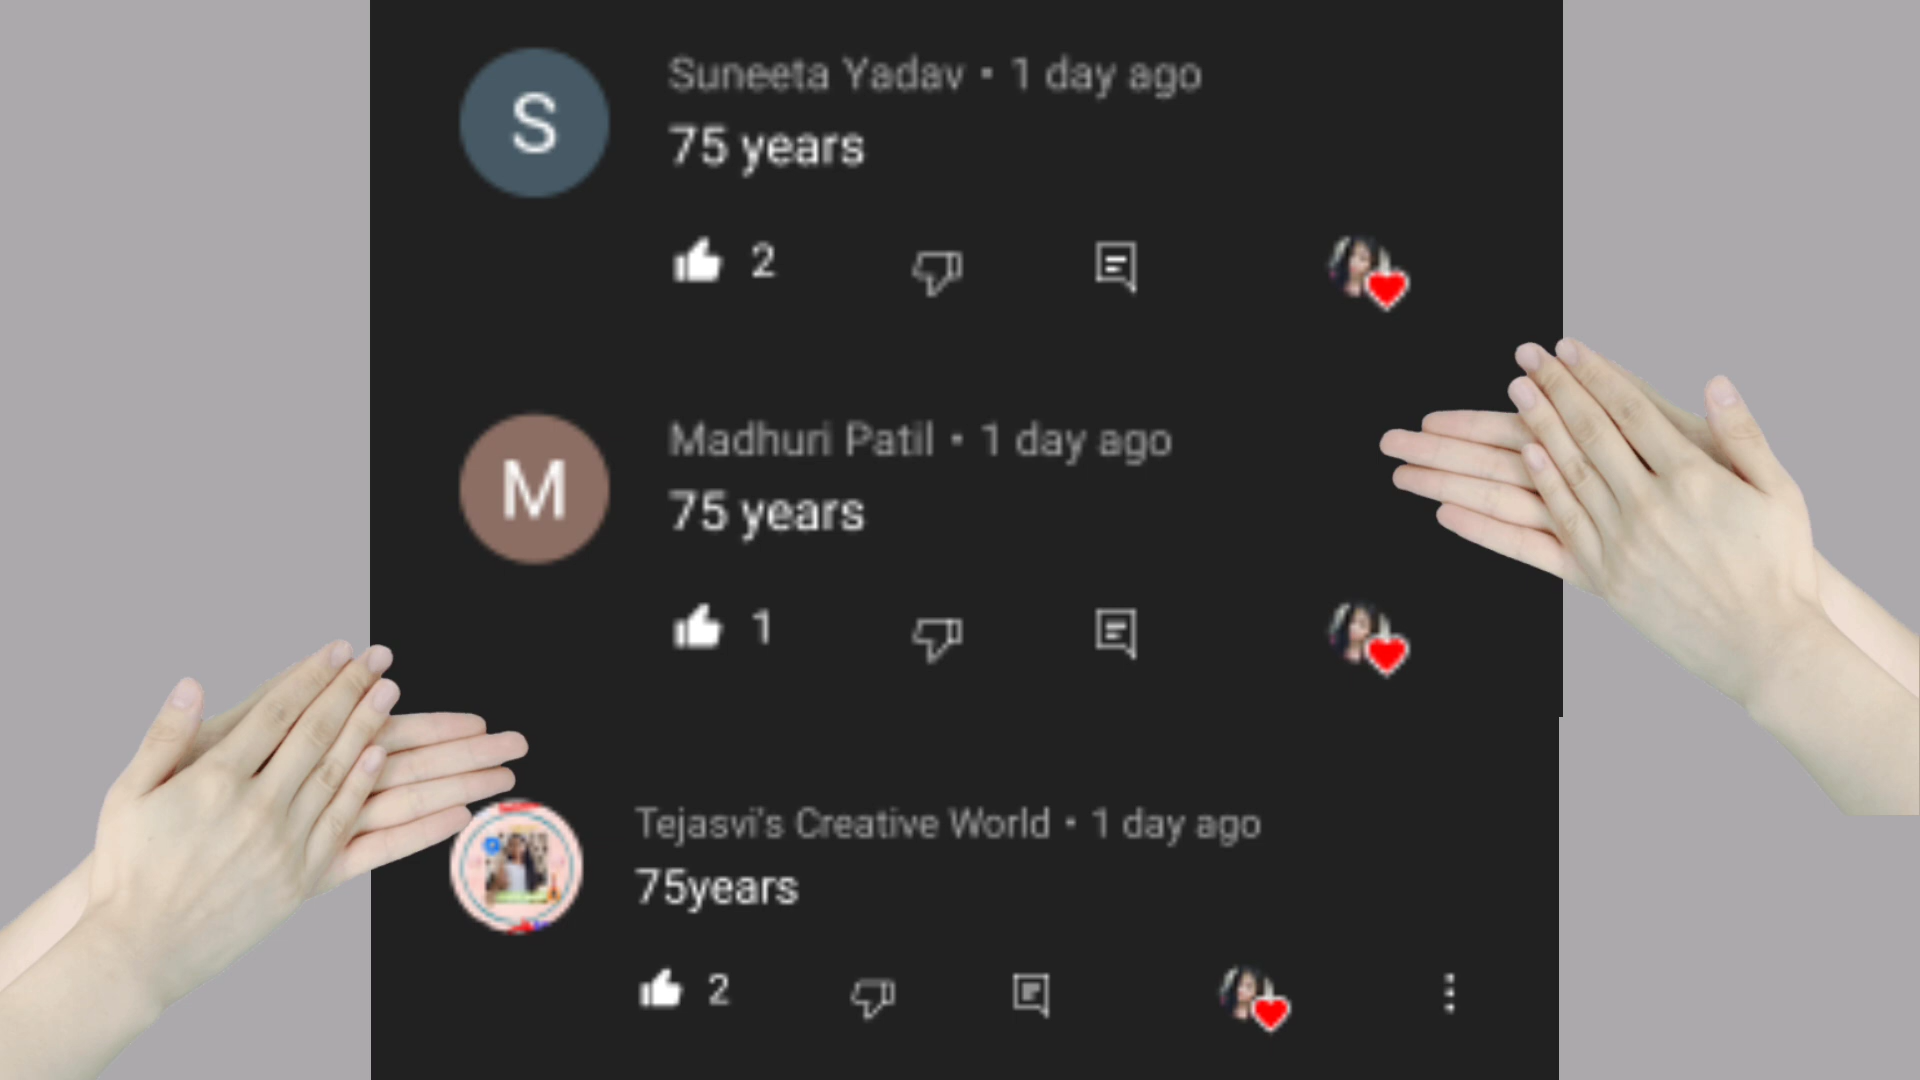 S
Suneeta Yadav • 1 day ago
75 years
2
M
Madhuri Patil • 1 day ago
75 years
1
Tejasvi's Creative World • 1 day ago
75years
2